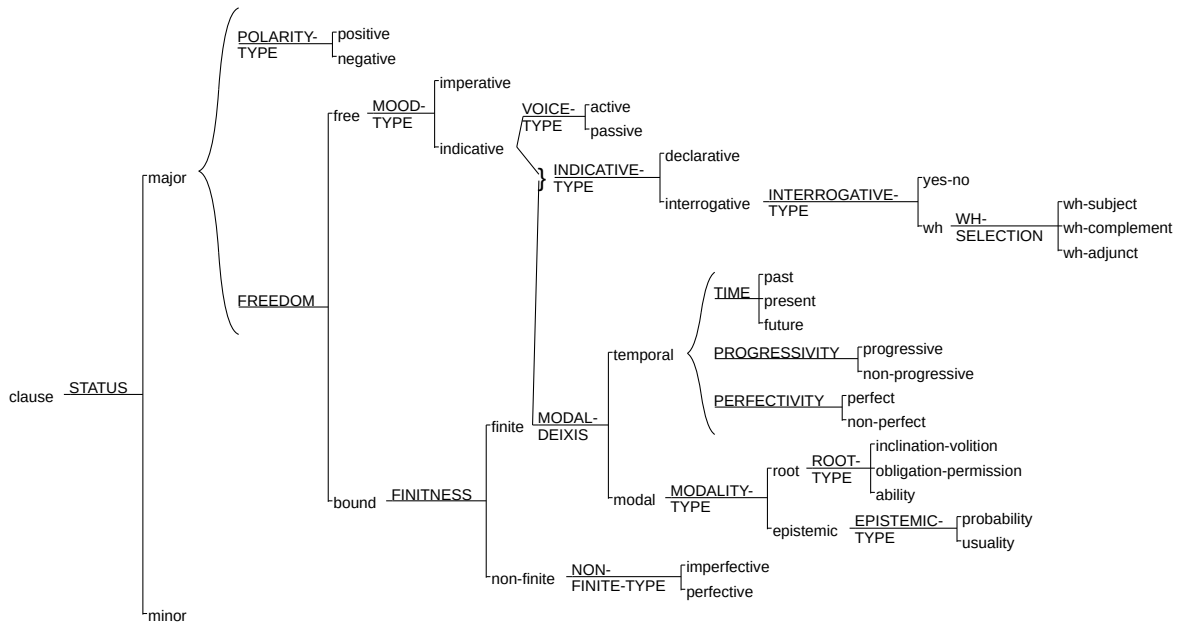 POLARITY-
TYPE
positive
negative
imperative
free
MOOD-
TYPE
indicative
VOICE-
TYPE
active
passive
major
INDICATIVE-
TYPE
declarative
interrogative
INTERROGATIVE-
TYPE
yes-no
wh
WH-
SELECTION
wh-subject
wh-complement
wh-adjunct
FREEDOM
TIME
past
present
future
temporal
PROGRESSIVITY
progressive
non-progressive
PERFECTIVITY
perfect
non-perfect
clause
STATUS
finite
MODAL-
DEIXIS
bound
FINITNESS
modal
MODALITY-
TYPE
root
ROOT-
TYPE
inclination-volition
obligation-permission
ability
epistemic
EPISTEMIC-
TYPE
probability
usuality
non-finite
NON-
FINITE-TYPE
imperfective
perfective
minor